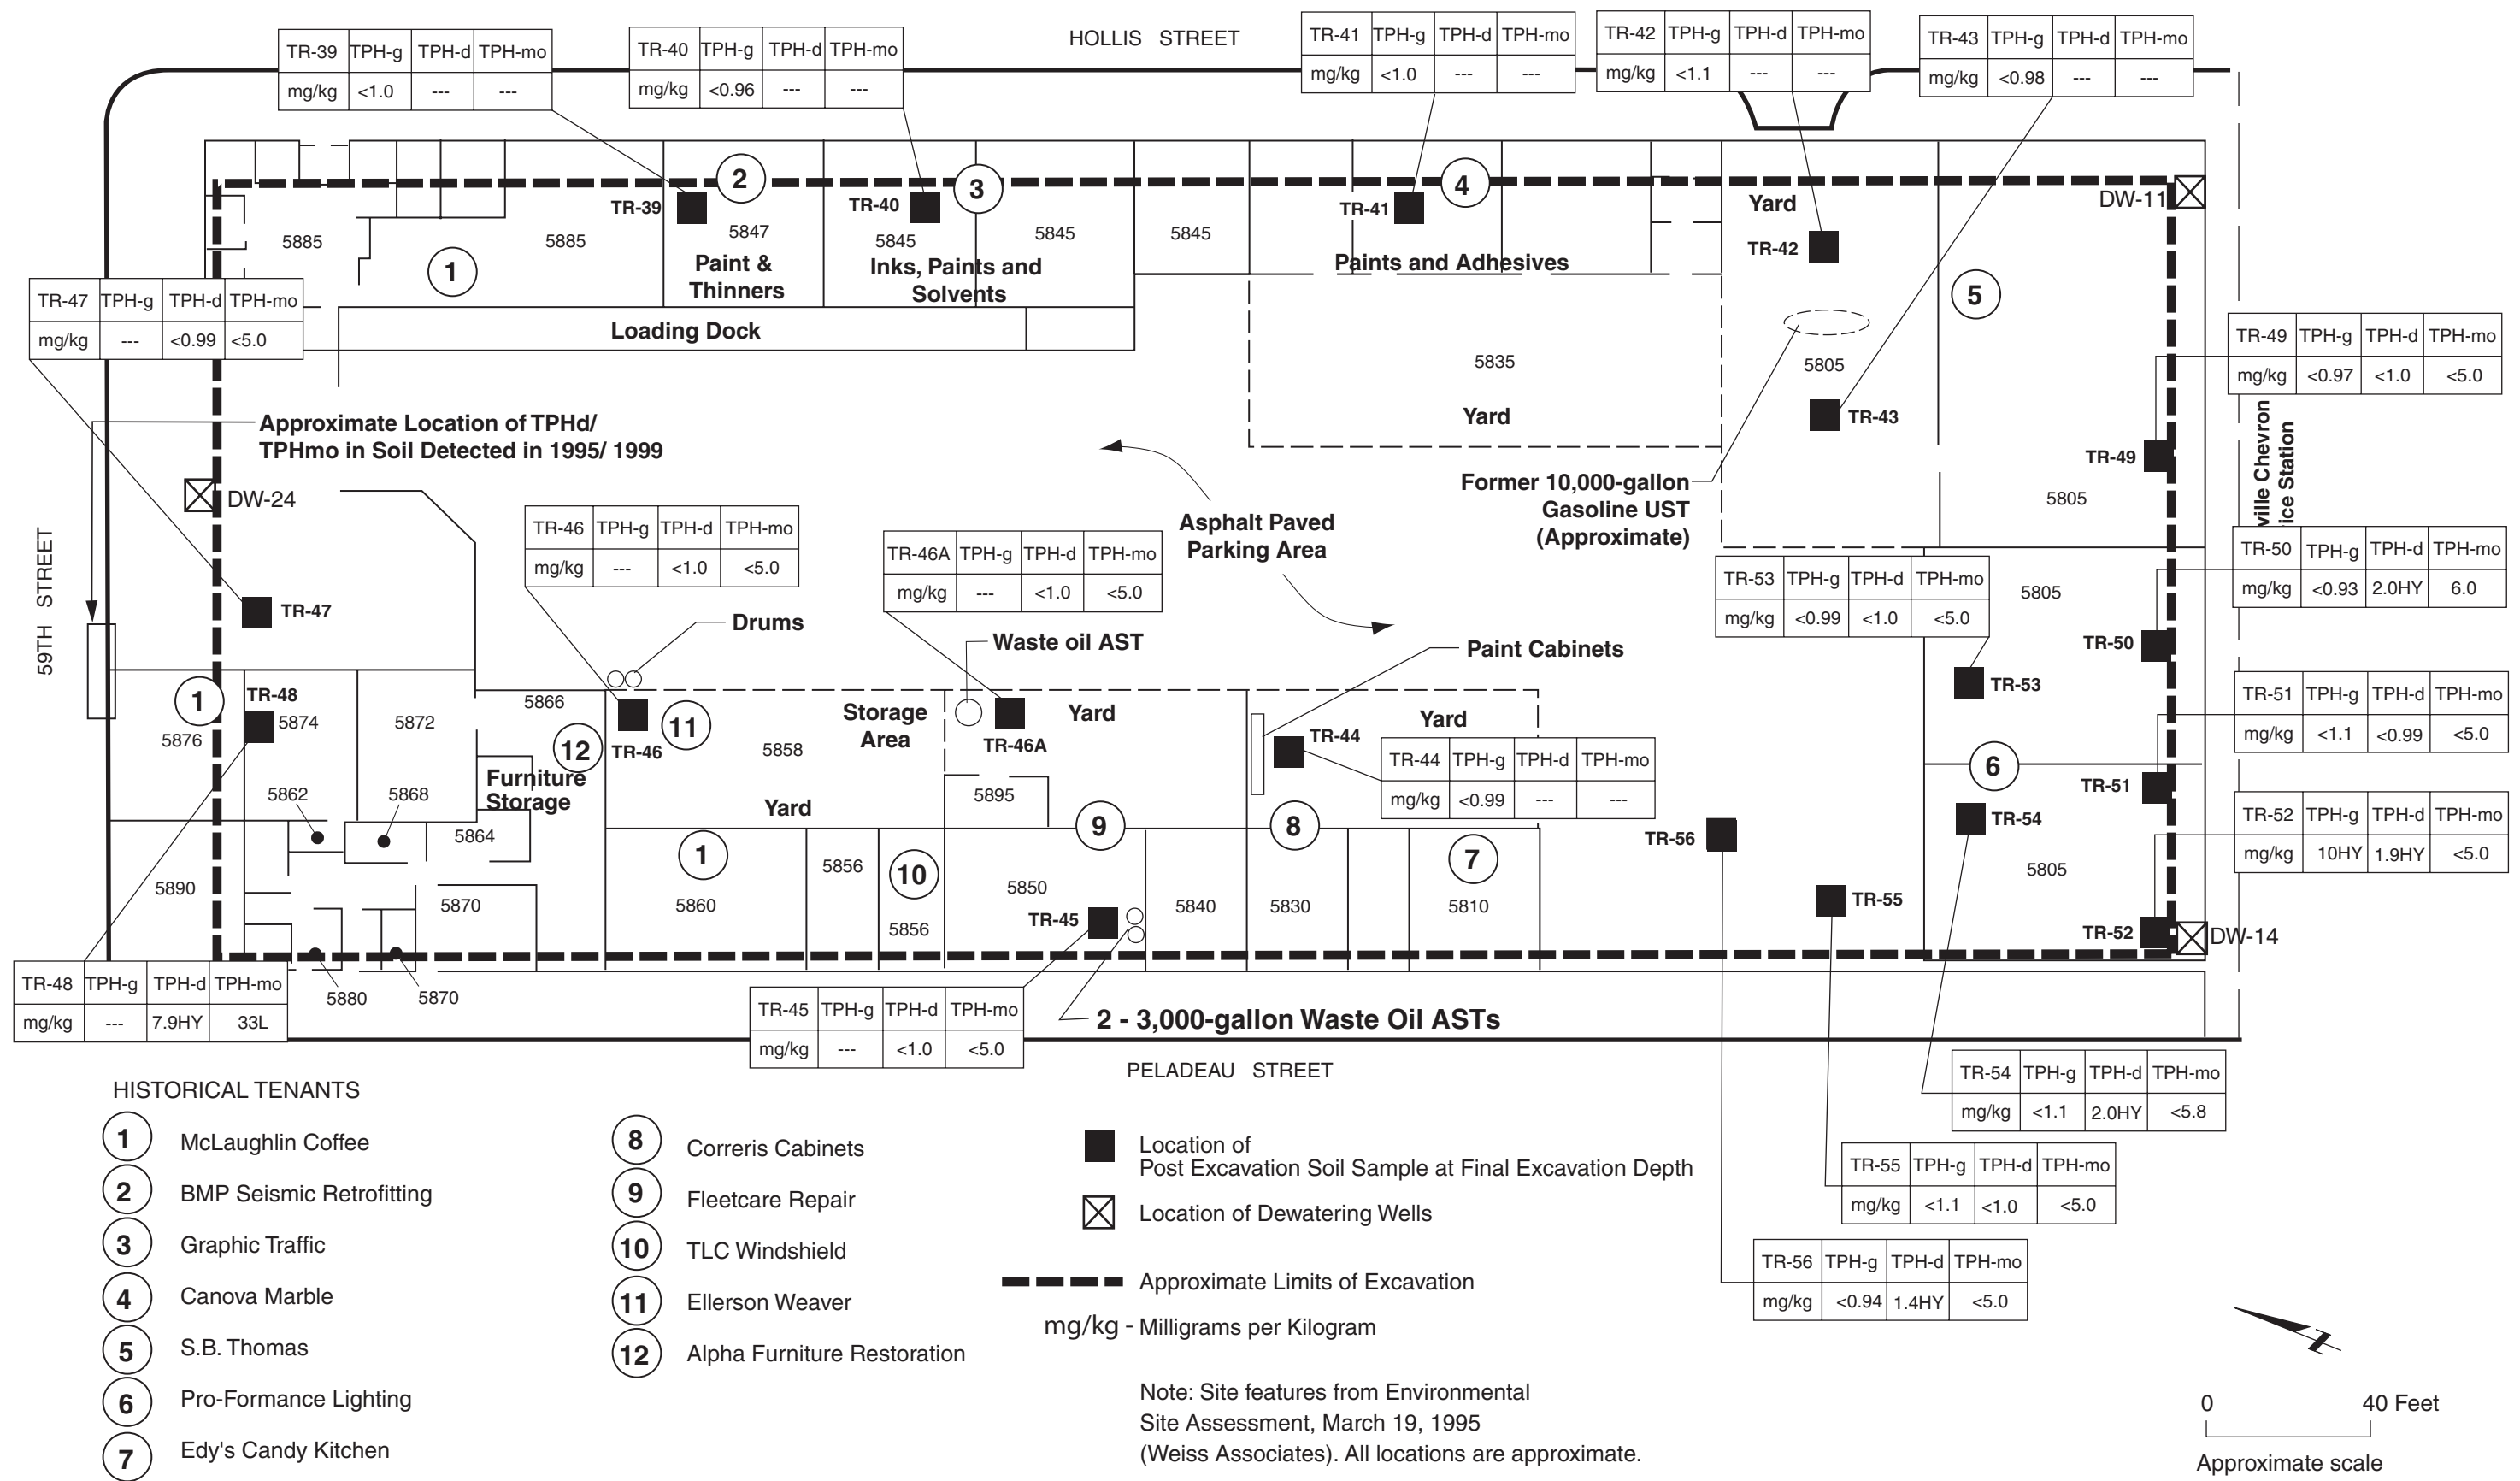 HOLLIS STREET
TR-39 TPH-g TPH-d TPH-mo
mg/kg <1.0 --- ---
TR-40 TPH-g TPH-d TPH-mo
mg/kg <0.96 --- ---
TR-41 TPH-g TPH-d TPH-mo
mg/kg <1.0 --- ---
TR-42 TPH-g TPH-d TPH-mo
mg/kg <1.1 --- ---
TR-43 TPH-g TPH-d TPH-mo
mg/kg <0.98 --- ---
2
3
4
TR-39
TR-40
TR-41
Yard
DW-11
5885
5885
5847
5845
5845
5845
TR-42
1
Paint &
Thinners
Inks, Paints and
Solvents
Paints and Adhesives
5
TR-47 TPH-g TPH-d TPH-mo
mg/kg --- <0.99 <5.0
Loading Dock
5835
5805
Yard
TR-43
TR-49 TPH-g TPH-d TPH-mo
mg/kg <0.97 <1.0 <5.0
Approximate Location of TPHd/
TPHmo in Soil Detected in 1995/ 1999
TR-49
ville Chevron
ice Station
DW-24
Former 10,000-gallon
Gasoline UST
(Approximate)
5805
Asphalt Paved
Parking Area
TR-46 TPH-g TPH-d TPH-mo
mg/kg --- <1.0 <5.0
TR-46A TPH-g TPH-d TPH-mo
mg/kg --- <1.0 <5.0
TR-53 TPH-g TPH-d TPH-mo
mg/kg <0.99 <1.0 <5.0
5805
TR-50 TPH-g TPH-d TPH-mo
mg/kg <0.93 2.0HY 6.0
59TH STREET
TR-47
Drums
Waste oil AST
Paint Cabinets
TR-50
TR-53
1
TR-48
5874
5876
5872
5866
12
TR-46
11
5858
Storage
Area
TR-46A
Yard
TR-44
Yard
TR-44 TPH-g TPH-d TPH-mo
mg/kg <0.99 --- ---
TR-51 TPH-g TPH-d TPH-mo
mg/kg <1.1 <0.99 <5.0
6
TR-51
Furniture
Storage
5862
5868
5864
Yard
5895
9
8
TR-56
TR-54
TR-52 TPH-g TPH-d TPH-mo
mg/kg 10HY 1.9HY <5.0
5890
5870
1
5860
5856
10
5856
5850
TR-45
5840
5830
7
5810
TR-55
5805
TR-52
DW-14
TR-48 TPH-g TPH-d TPH-mo
mg/kg --- 7.9HY 33L
5880
5870
TR-45 TPH-g TPH-d TPH-mo
mg/kg --- <1.0 <5.0
2 - 3,000-gallon Waste Oil ASTs
PELADEAU STREET
TR-54 TPH-g TPH-d TPH-mo
mg/kg <1.1 2.0HY <5.8
TR-55 TPH-g TPH-d TPH-mo
mg/kg <1.1 <1.0 <5.0
TR-56 TPH-g TPH-d TPH-mo
mg/kg <0.94 1.4HY <5.0
HISTORICAL TENANTS
1 McLaughlin Coffee
2 BMP Seismic Retrofitting
3 Graphic Traffic
4 Canova Marble
5 S.B. Thomas
6 Pro-Formance Lighting
7 Edy's Candy Kitchen
8 Correris Cabinets
9 Fleetcare Repair
10 TLC Windshield
11 Ellerson Weaver
12 Alpha Furniture Restoration
Location of
Post Excavation Soil Sample at Final Excavation Depth
Location of Dewatering Wells
Approximate Limits of Excavation
mg/kg - Milligrams per Kilogram
Note: Site features from Environmental
Site Assessment, March 19, 1995
(Weiss Associates). All locations are approximate.
Z
0 40 Feet
Approximate scale